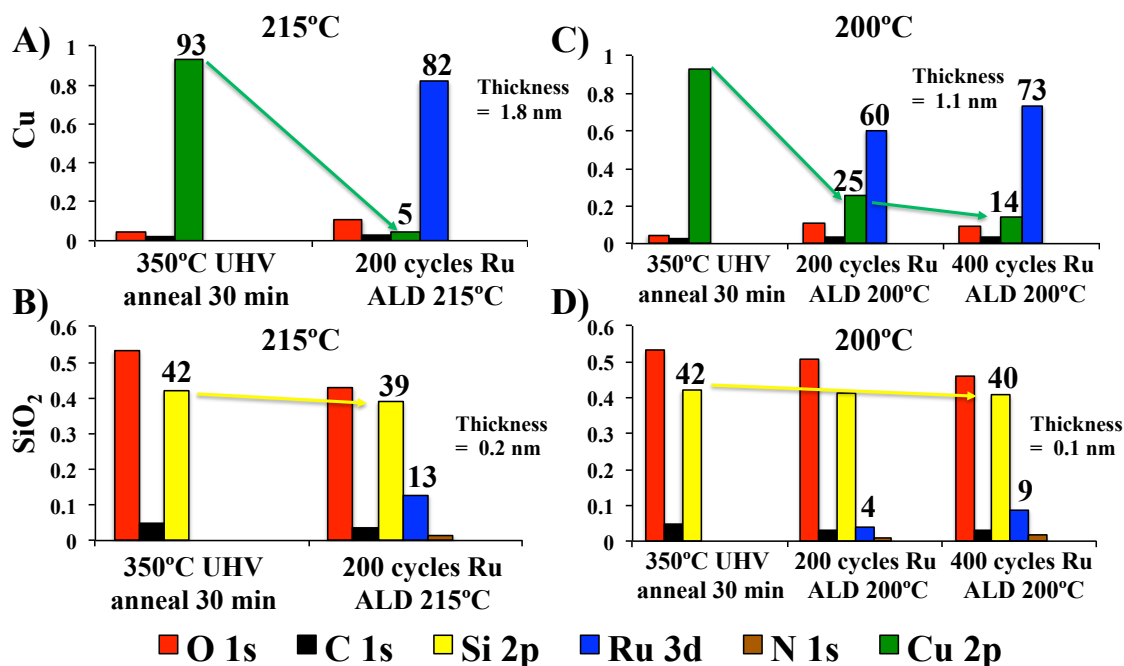 A)
215ºC
Cu
1
0.8
0.6
0.4
0.2
0
93
5
82
Thickness
= 1.8 nm
350ºC UHV
anneal 30 min
200 cycles Ru
ALD 215ºC
C)
200ºC
1
0.8
0.6
0.4
0.2
0
25
60
14
73
Thickness
= 1.1 nm
350ºC UHV
anneal 30 min
200 cycles Ru
ALD 200ºC
400 cycles Ru
ALD 200ºC
B)
215ºC
SiO2
0.6
0.5
0.4
0.3
0.2
0.1
0
42
39
13
Thickness
= 0.2 nm
350ºC UHV
anneal 30 min
200 cycles Ru
ALD 215ºC
D)
200ºC
0.6
0.5
0.4
0.3
0.2
0.1
0
42
4
40
9
Thickness
= 0.1 nm
350ºC UHV
anneal 30 min
200 cycles Ru
ALD 200ºC
400 cycles Ru
ALD 200ºC
O 1s C 1s Si 2p Ru 3d N 1s Cu 2p